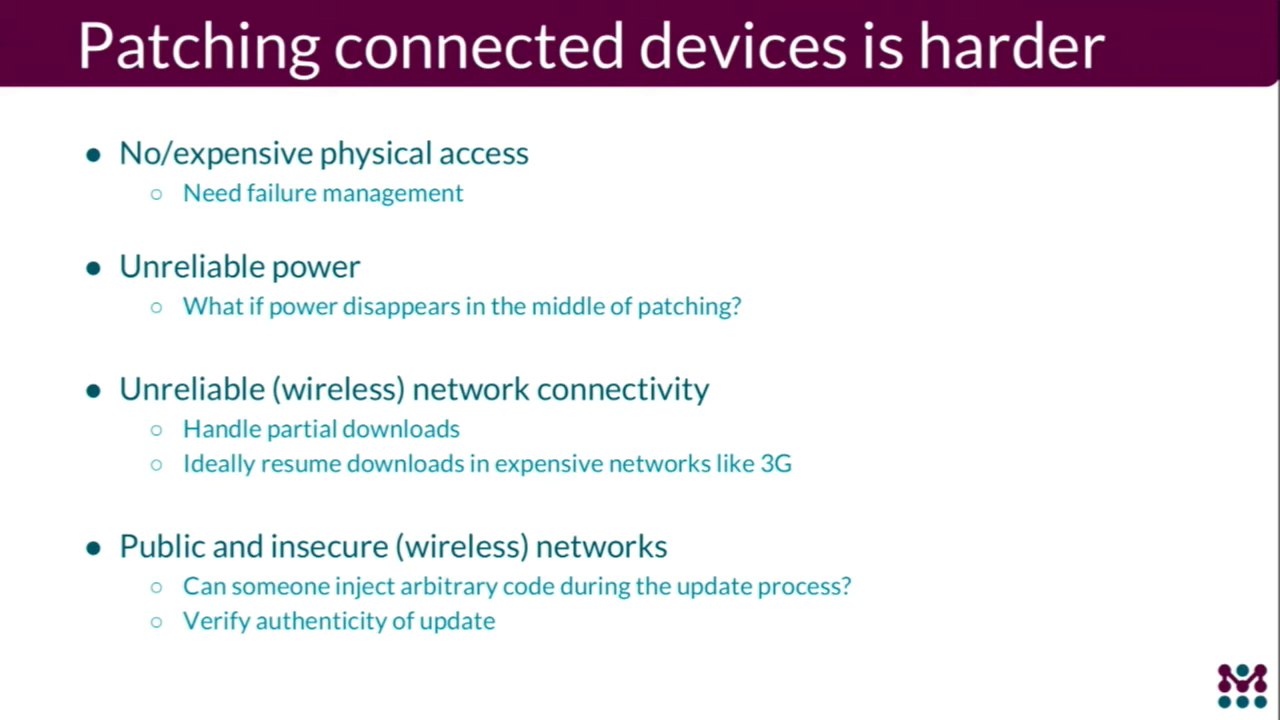 Patching connected devices is harder
● No/expensive physical access
○ Need failure management
● Unreliable power
○ What if power disappears in the middle of patching?
● Unreliable (wireless) network connectivity
○ Handle partial downloads
○ Ideally resume downloads in expensive networks like 3G
● Public and insecure (wireless) networks
○ Can someone inject arbitrary code during the update process?
○ Verify authenticity of update